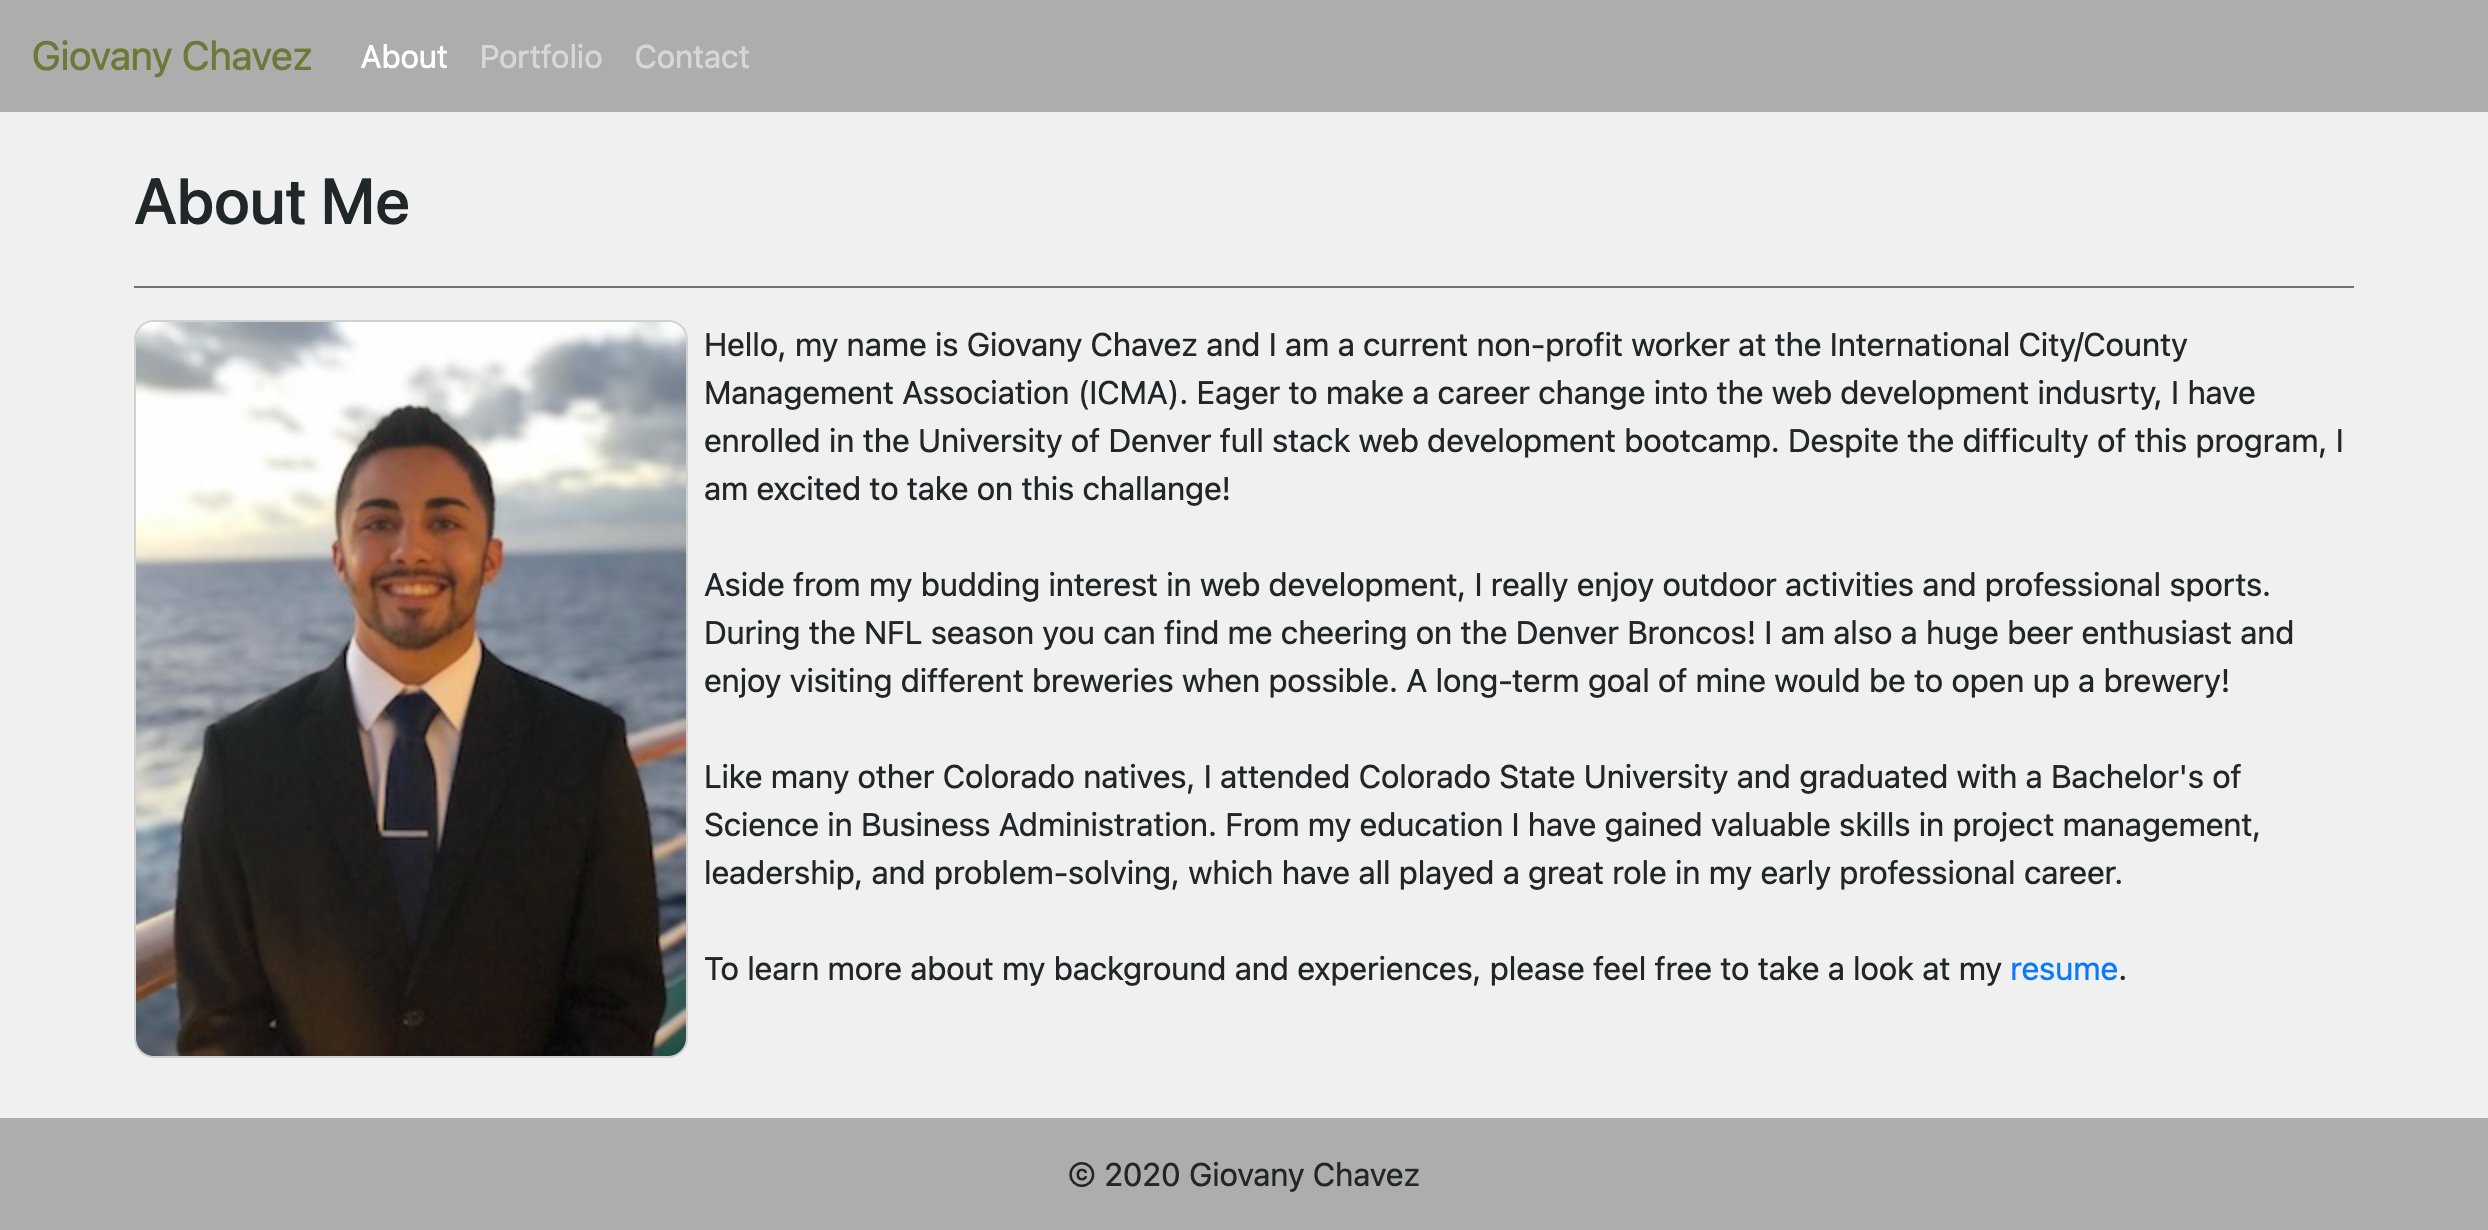 Giovany Chavez About Portfolio Contact
About Me
Hello, my name is Giovany Chavez and I am a current non-profit worker at the International City/County
Management Association (ICMA). Eager to make a career change into the web development indusrty, I have
enrolled in the University of Denver full stack web development bootcamp. Despite the difficulty of this program, I
am excited to take on this challange!
Aside from my budding interest in web development, I really enjoy outdoor activities and professional sports.
During the NFL season you can find me cheering on the Denver Broncos! I am also a huge beer enthusiast and
enjoy visiting different breweries when possible. A long-term goal of mine would be to open up a brewery!
Like many other Colorado natives, I attended Colorado State University and graduated with a Bachelor's of
Science in Business Administration. From my education I have gained valuable skills in project management,
leadership, and problem-solving, which have all played a great role in my early professional career.
To learn more about my background and experiences, please feel free to take a look at my resume.
© 2020 Giovany Chavez